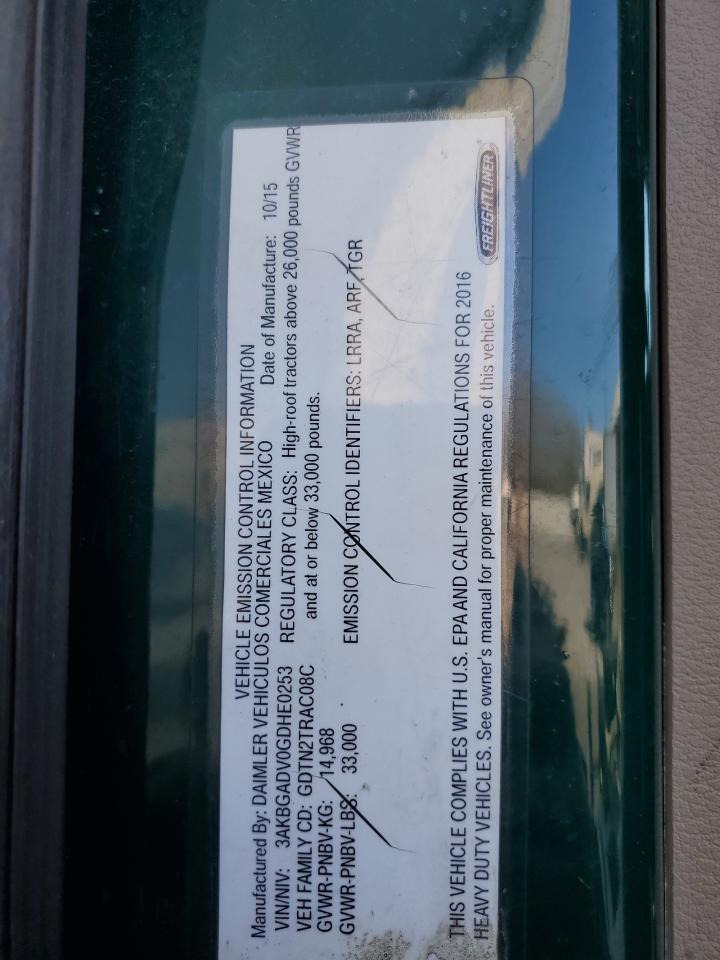 VEHICLE EMISSION CONTROL INFORMATION
Manufactured By: DAIMLER VEHICULOS COMERCIALES MEXICO Date of Manufacture: 10/15
VIN/NIV: 3AKBGADV0GDHE0253 REGULATORY CLASS: High-roof tractors above 26,000 pounds GVWR
VEH FAMILY CD: GDTN2TRAC08C and at or below 33,000 pounds.
GVWR-PNBV-KG: 14,968
GVWR-PNBV-LBS: 33,000 EMISSION CONTROL IDENTIFIERS: LRRA, ARF, TGR
THIS VEHICLE COMPLIES WITH U.S. EPA AND CALIFORNIA REGULATIONS FOR 2016
HEAVY DUTY VEHICLES. See owner's manual for proper maintenance of this vehicle.
FREIGHTLINER